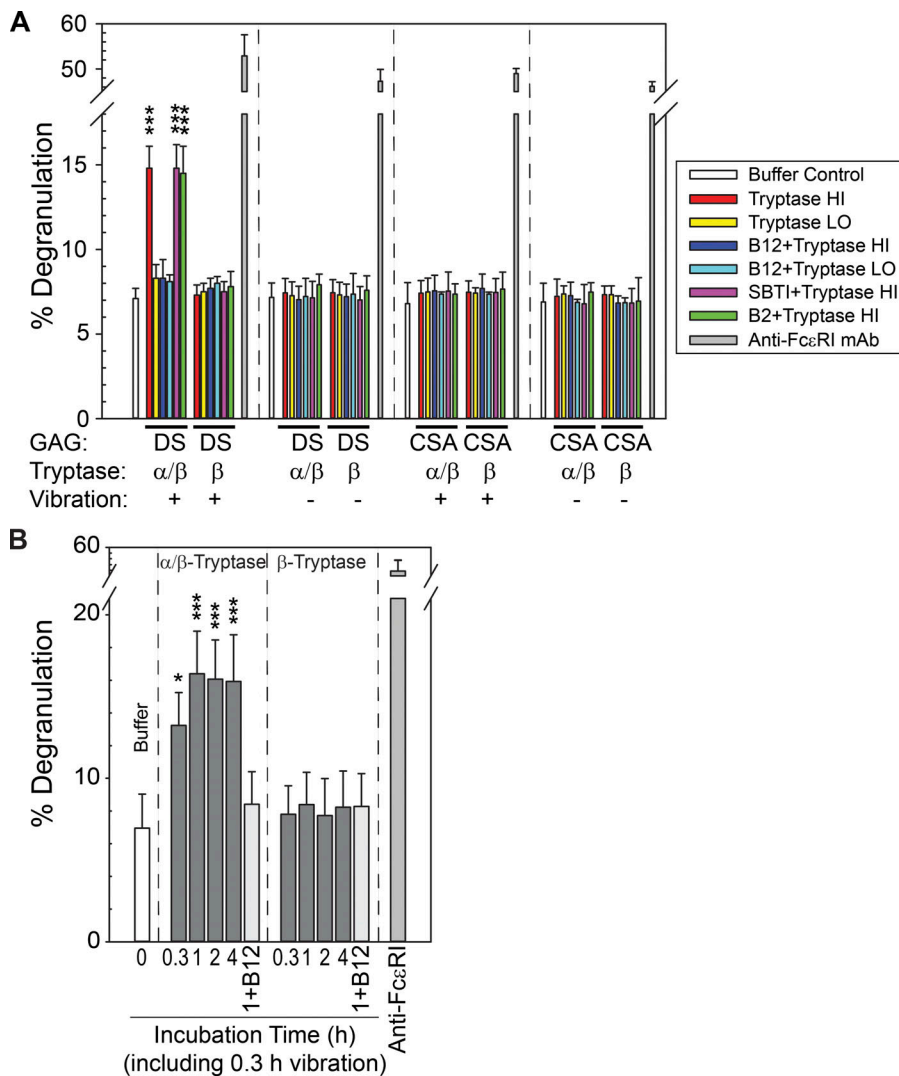 A
60
50
15
10
5
0
% Degranulation
***
***
***
Buffer Control
Tryptase HI
Tryptase LO
B12+Tryptase HI
B12+Tryptase LO
SBTI+Tryptase HI
B2+Tryptase HI
Anti-FcεRI mAb
GAG: DS DS DS DS CSA CSA CSA CSA
Tryptase: α/β β α/β β α/β β α/β β
Vibration: + + - - + + - -
B
60
20
10
0
% Degranulation
α/β-Tryptase
β-Tryptase
Buffer
*
***
***
***
0 0.3 1 2 4 1+B12 0.3 1 2 4 1+B12 Anti-FcεRI
Incubation Time (h)
(including 0.3 h vibration)